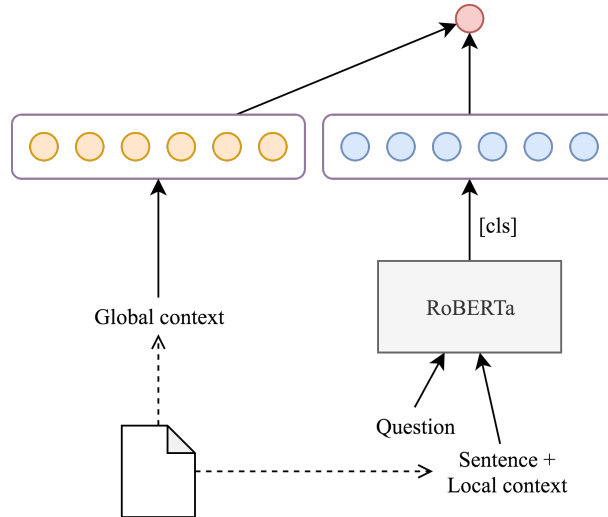 [cls]
RoBERTa
Global context
Question
Sentence +
Local context